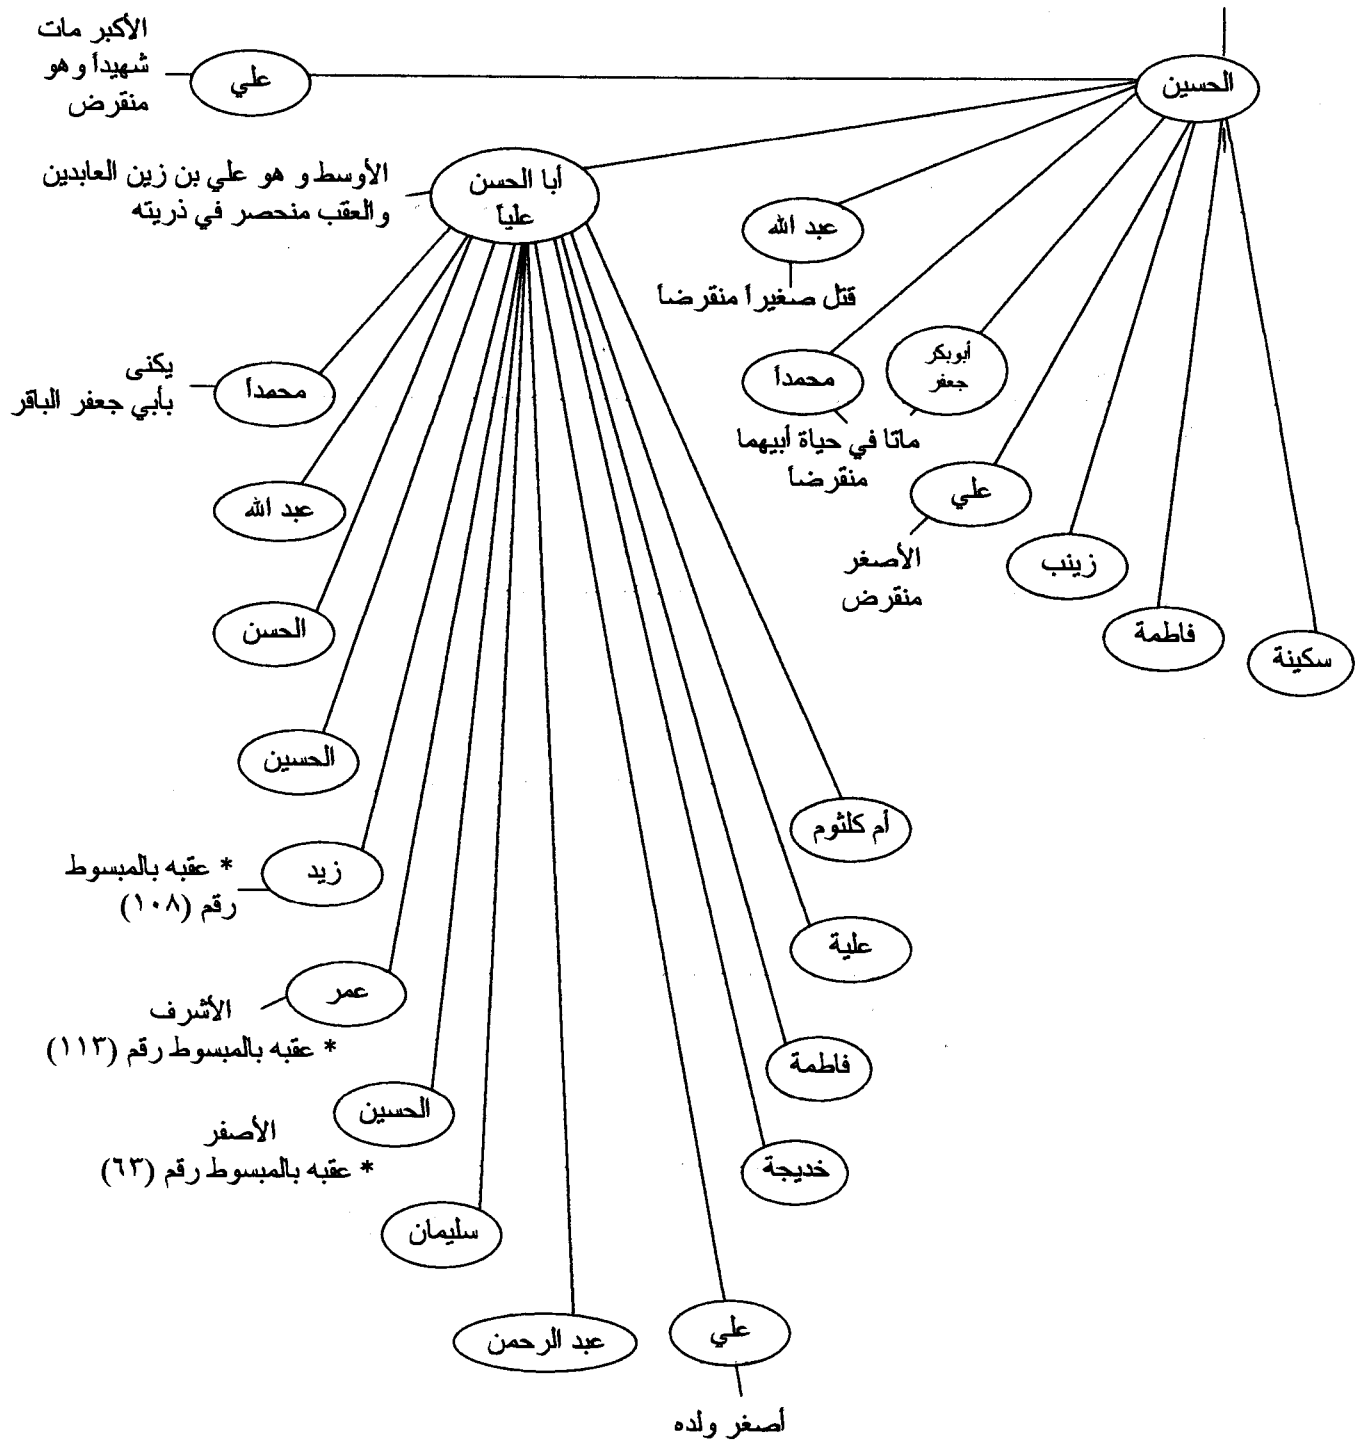 الحسين
علي
الأكبر مات
شهيداً و هو
منقرض
أبا الحسن
علياً
الأوسط و هو علي بن زين العابدين
والعقب منحصر في ذريته
عبد الله
قتل صغيراً منقرضاً
محمداً
أبوبكر
جعفر
ماتا في حياة أبيهما
منقرضاً
علي
الأصغر
منقرض
زينب
فاطمة
سكينة
محمداً
يكنى
بأبي جعفر الباقر
عبد الله
الحسن
الحسين
زيد
* عقبه بالمبسوط
رقم (١٠٨)
عمر
الأشرف
* عقبه بالمبسوط رقم (١١٣)
الحسين
الأصفر
* عقبه بالمبسوط رقم (٦٣)
سليمان
عبد الرحمن
علي
أصغر ولده
خديجة
فاطمة
علية
أم كلثوم